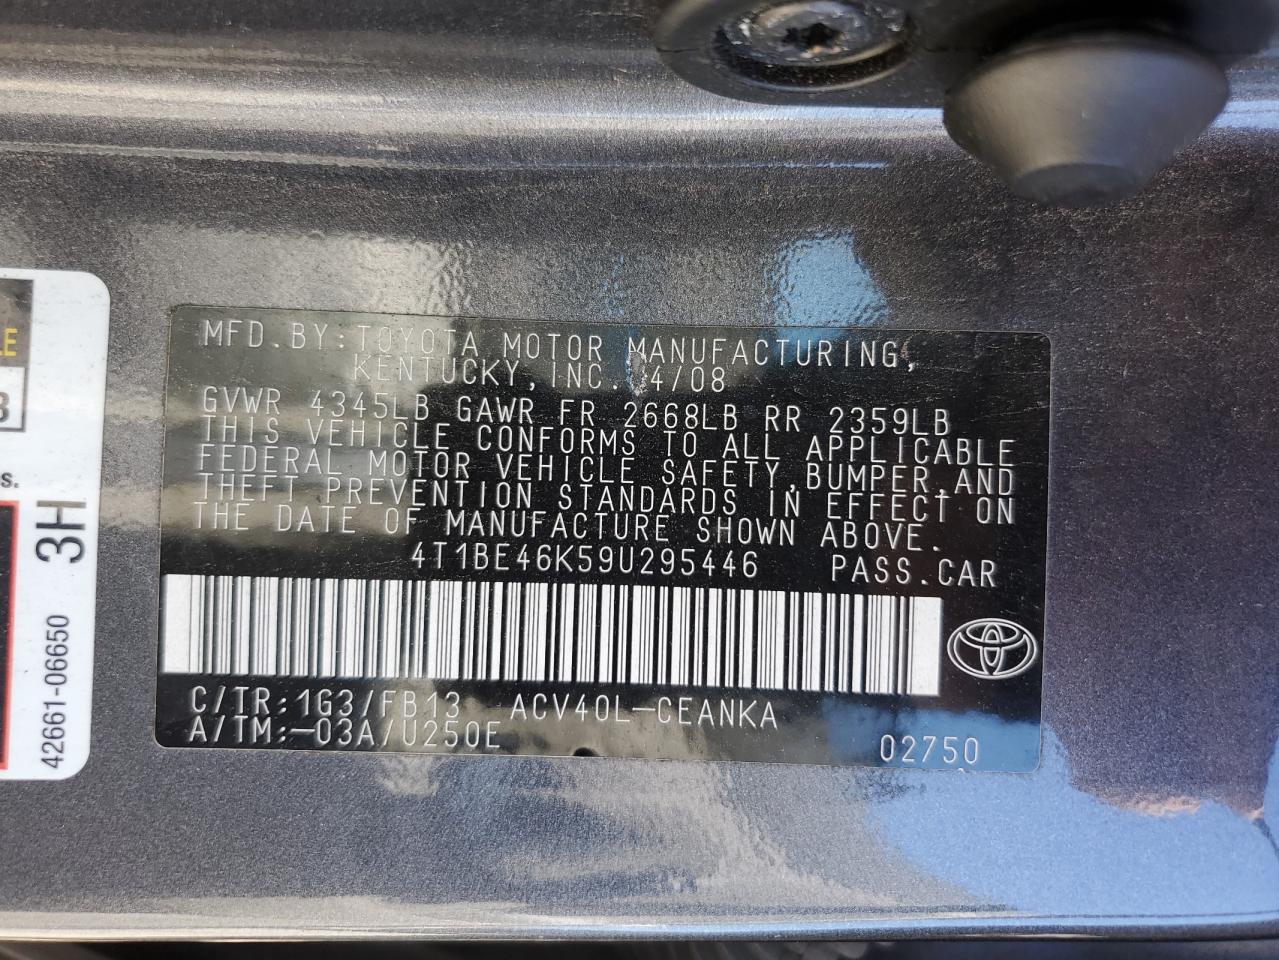 MFD.BY:TOYOTA MOTOR MANUFACTURING,
KENTUCKY,INC. 4/08
GVWR 4345LB GAWR FR 2668LB RR 2359LB
THIS VEHICLE CONFORMS TO ALL APPLICABLE
FEDERAL MOTOR VEHICLE SAFETY,BUMPER,AND
THEFT PREVENTION STANDARDS IN EFFECT ON
THE DATE OF MANUFACTURE SHOWN ABOVE.
4T1BE46K59U295446 PASS.CAR
C/TR:1G3/FB13 ACV40L-CEANKA
A/TM:-03A/U250E
02750
3H
42661-06650